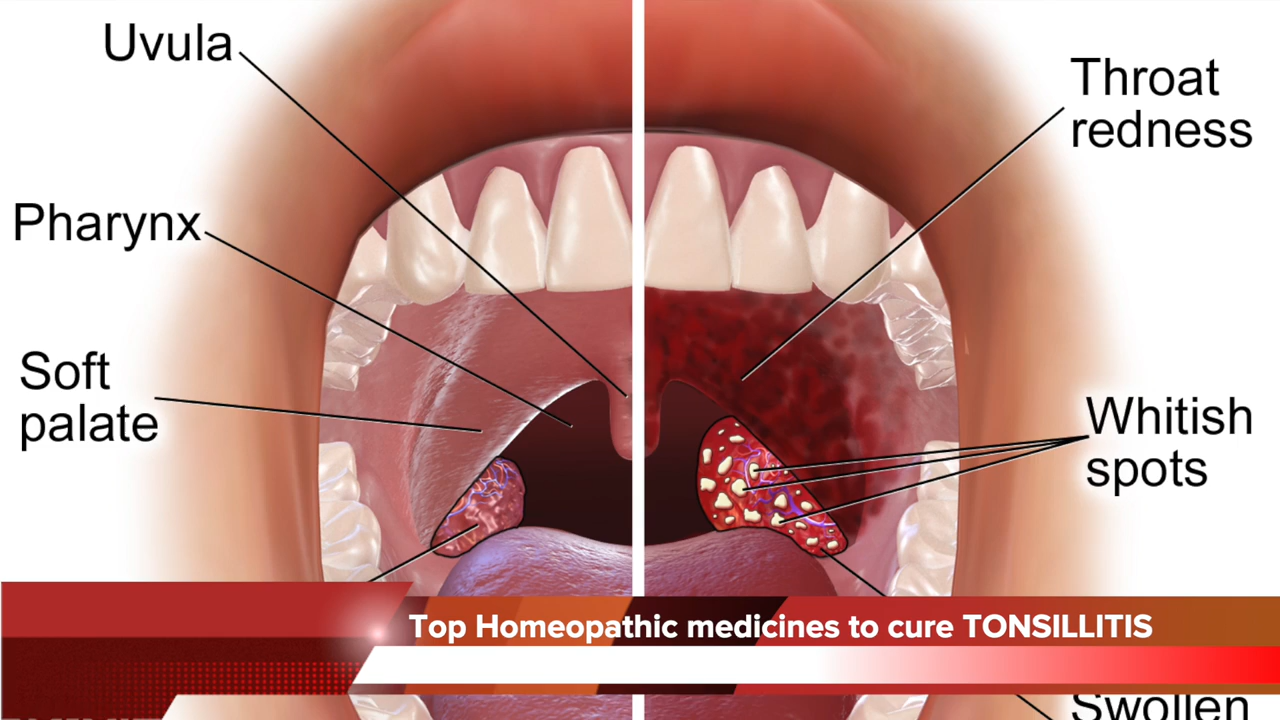 Uvula
Pharynx
Soft
palate
Throat
redness
Whitish
spots
Top Homeopathic medicines to cure TONSILLITIS
Swollen